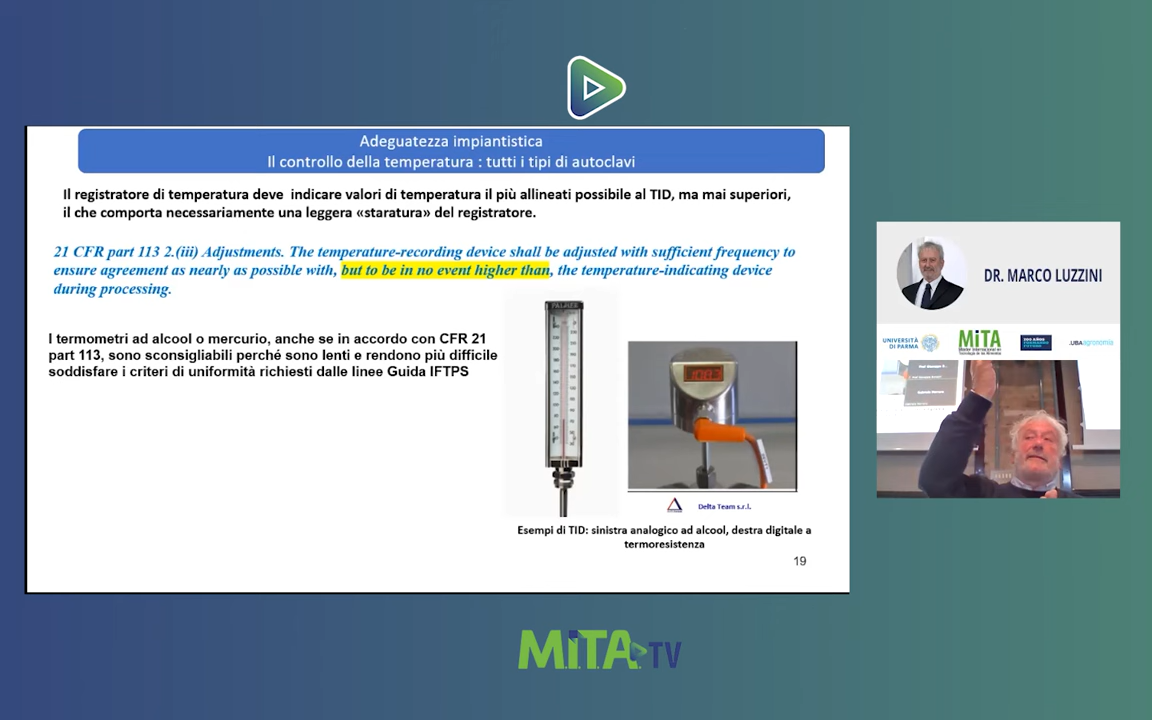 Adeguatezza impiantistica
Il controllo della temperatura : tutti i tipi di autoclavi
Il registratore di temperatura deve indicare valori di temperatura il più allineati possibile al TID, ma mai superiori,
il che comporta necessariamente una leggera «staratura» del registratore.
21 CFR part 113 2.(iii) Adjustments. The temperature-recording device shall be adjusted with sufficient frequency to
ensure agreement as nearly as possible with, but to be in no event higher than, the temperature-indicating device
during processing.
I termometri ad alcool o mercurio, anche se in accordo con CFR 21
part 113, sono sconsigliabili perché sono lenti e rendono più difficile
soddisfare i criteri di uniformità richiesti dalle linee Guida IFTPS
PALMER
Delta Team s.r.l.
Esempi di TID: sinistra analogico ad alcool, destra digitale a
termoresistenza
19
DR. MARCO LUZZINI
UNIVERSITÀ
DI PARMA
MiTA
.UBAagronomia
M.i.T.A. TV